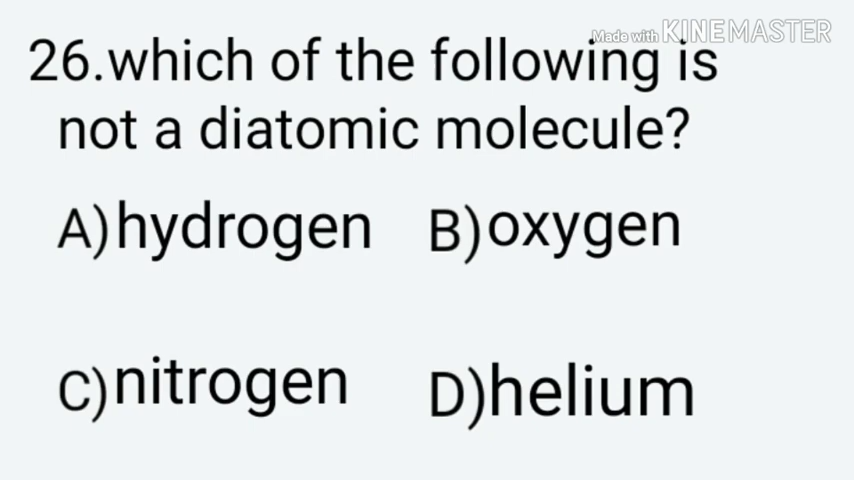 Made with KINEMASTER
26.which of the following is
not a diatomic molecule?
A)hydrogen B)oxygen
C)nitrogen D)helium